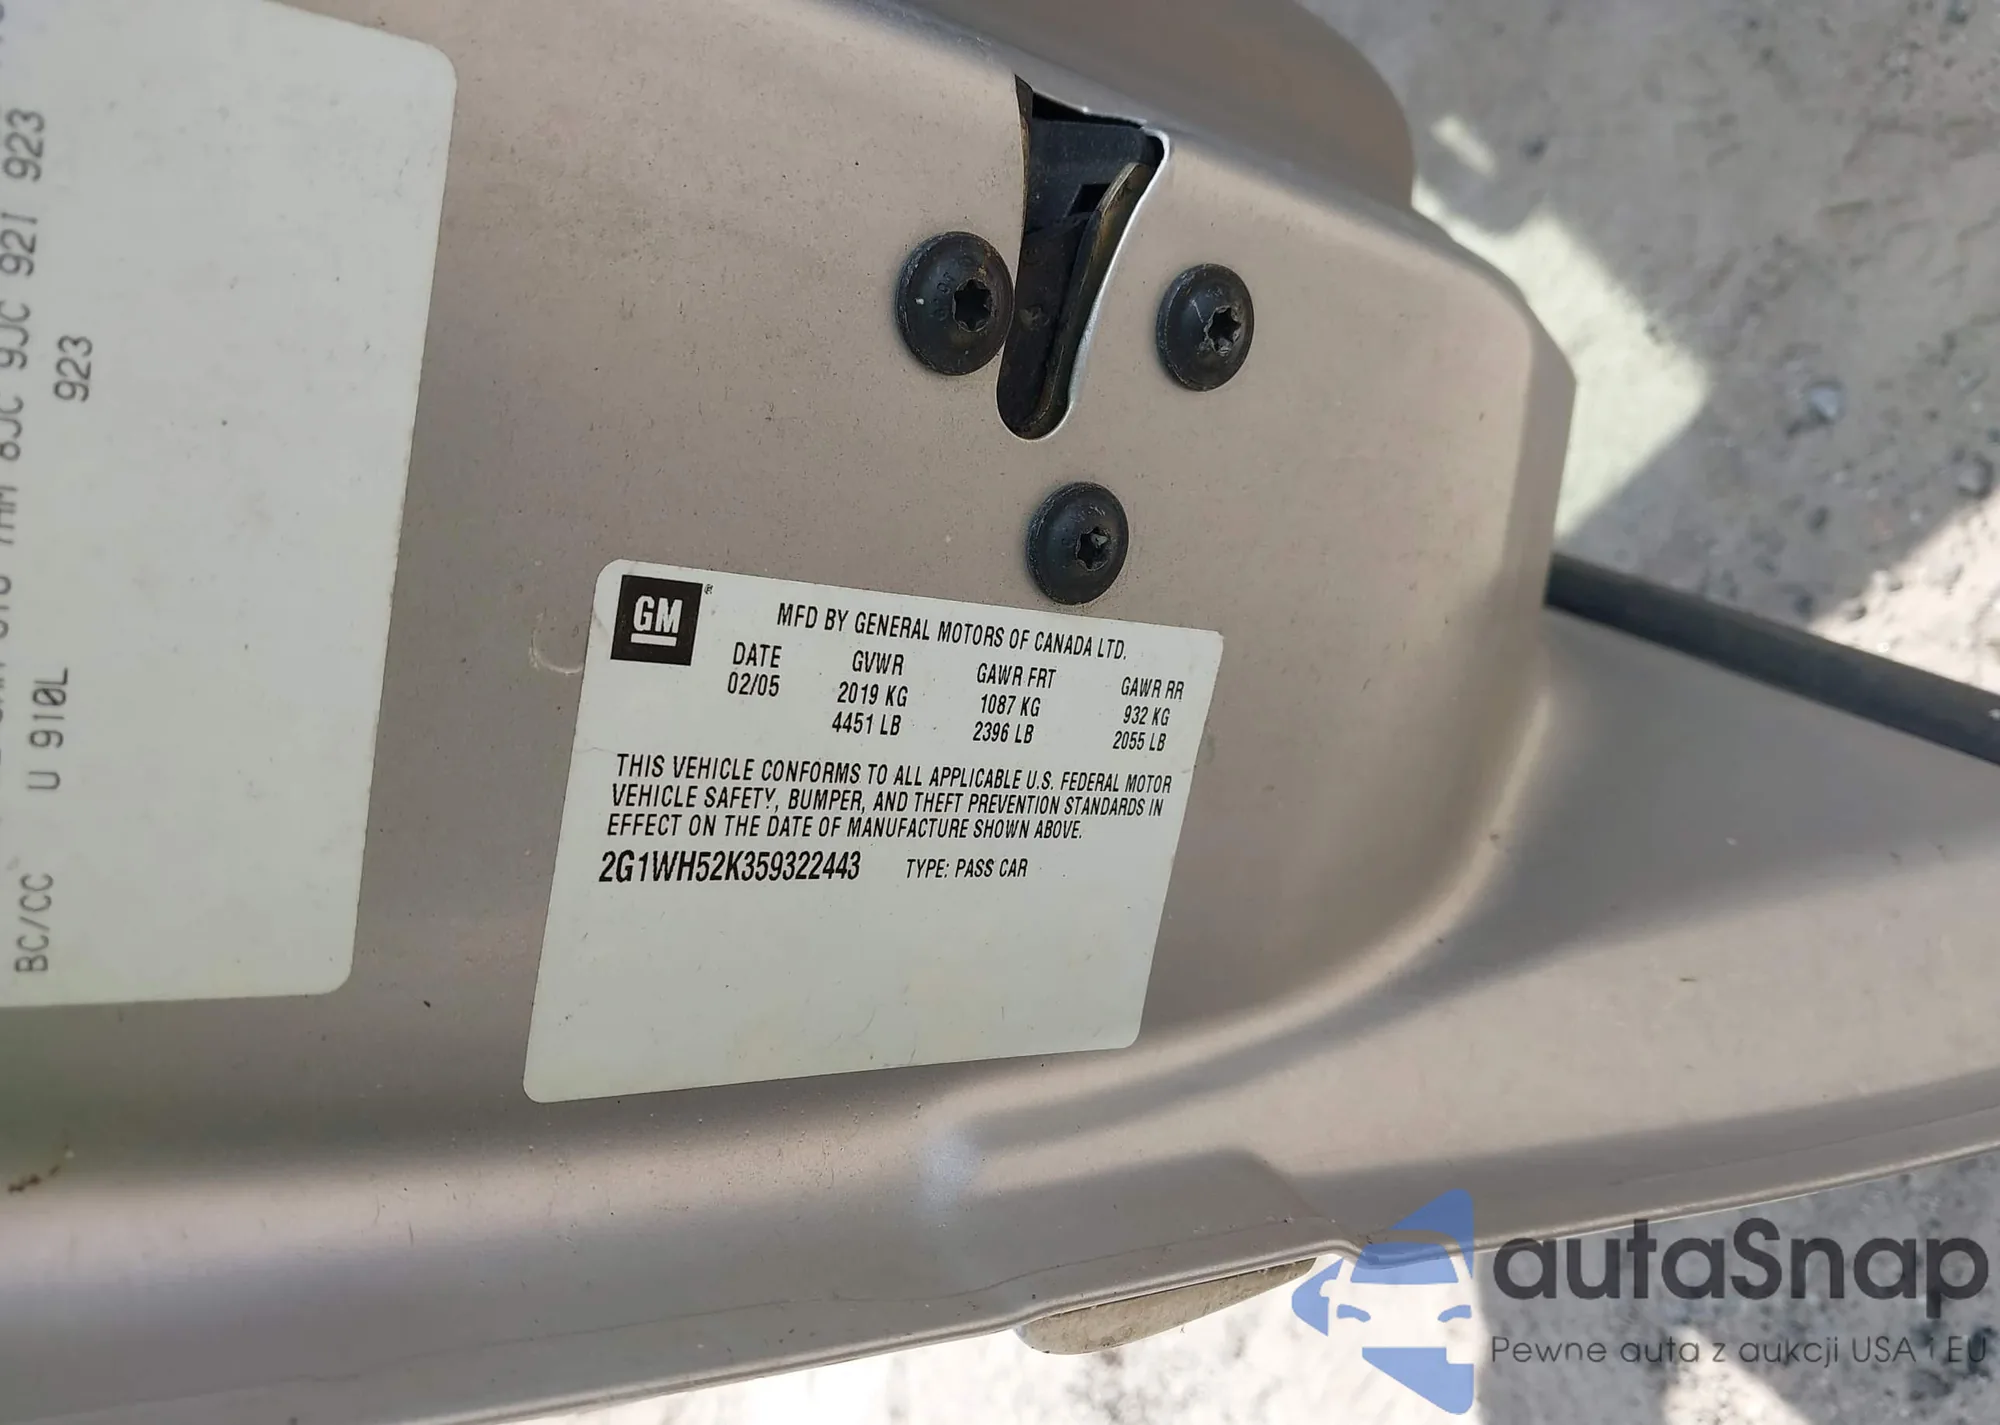 8JC 9JC 921 923
923
U 910L
BC/CC
GM
®
MFD BY GENERAL MOTORS OF CANADA LTD.
DATE GVWR GAWR FRT GAWR RR
02/05 2019 KG 1087 KG 932 KG
4451 LB 2396 LB 2055 LB
THIS VEHICLE CONFORMS TO ALL APPLICABLE U.S. FEDERAL MOTOR
VEHICLE SAFETY, BUMPER, AND THEFT PREVENTION STANDARDS IN
EFFECT ON THE DATE OF MANUFACTURE SHOWN ABOVE.
2G1WH52K359322443 TYPE: PASS CAR
autaSnap
Pewne auta z aukcji USA i EU